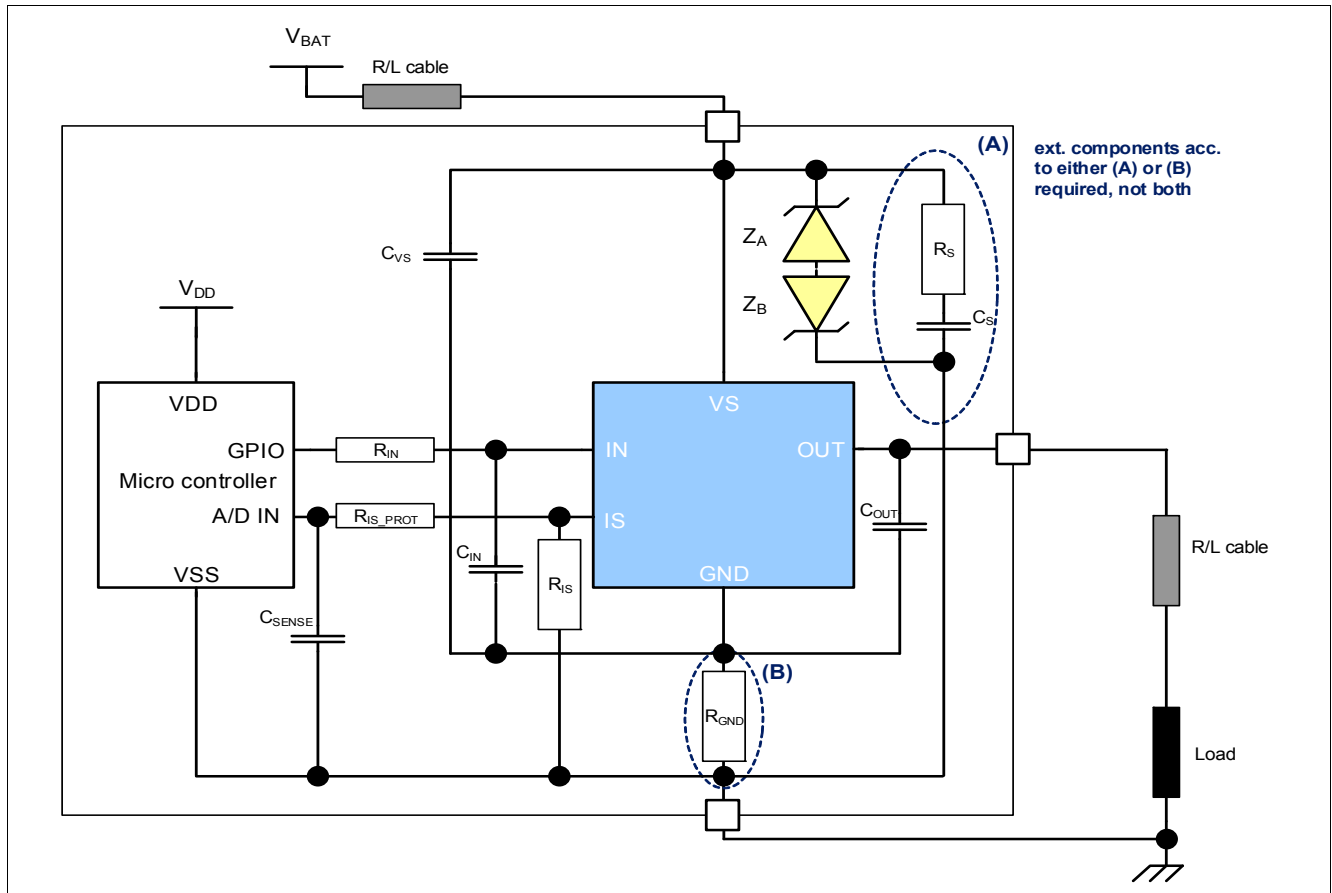 VBAT
R/L cable
(A)
ext. components acc.
to either (A) or (B)
required, not both
ZA
RS
CVS
VDD
ZB
CS
VDD
VS
GPIO
RIN
IN
OUT
Micro controller
A/D IN
RIS_PROT
IS
COUT
R/L cable
CIN
RIS
VSS
GND
CSENSE
(B)
RGND
Load